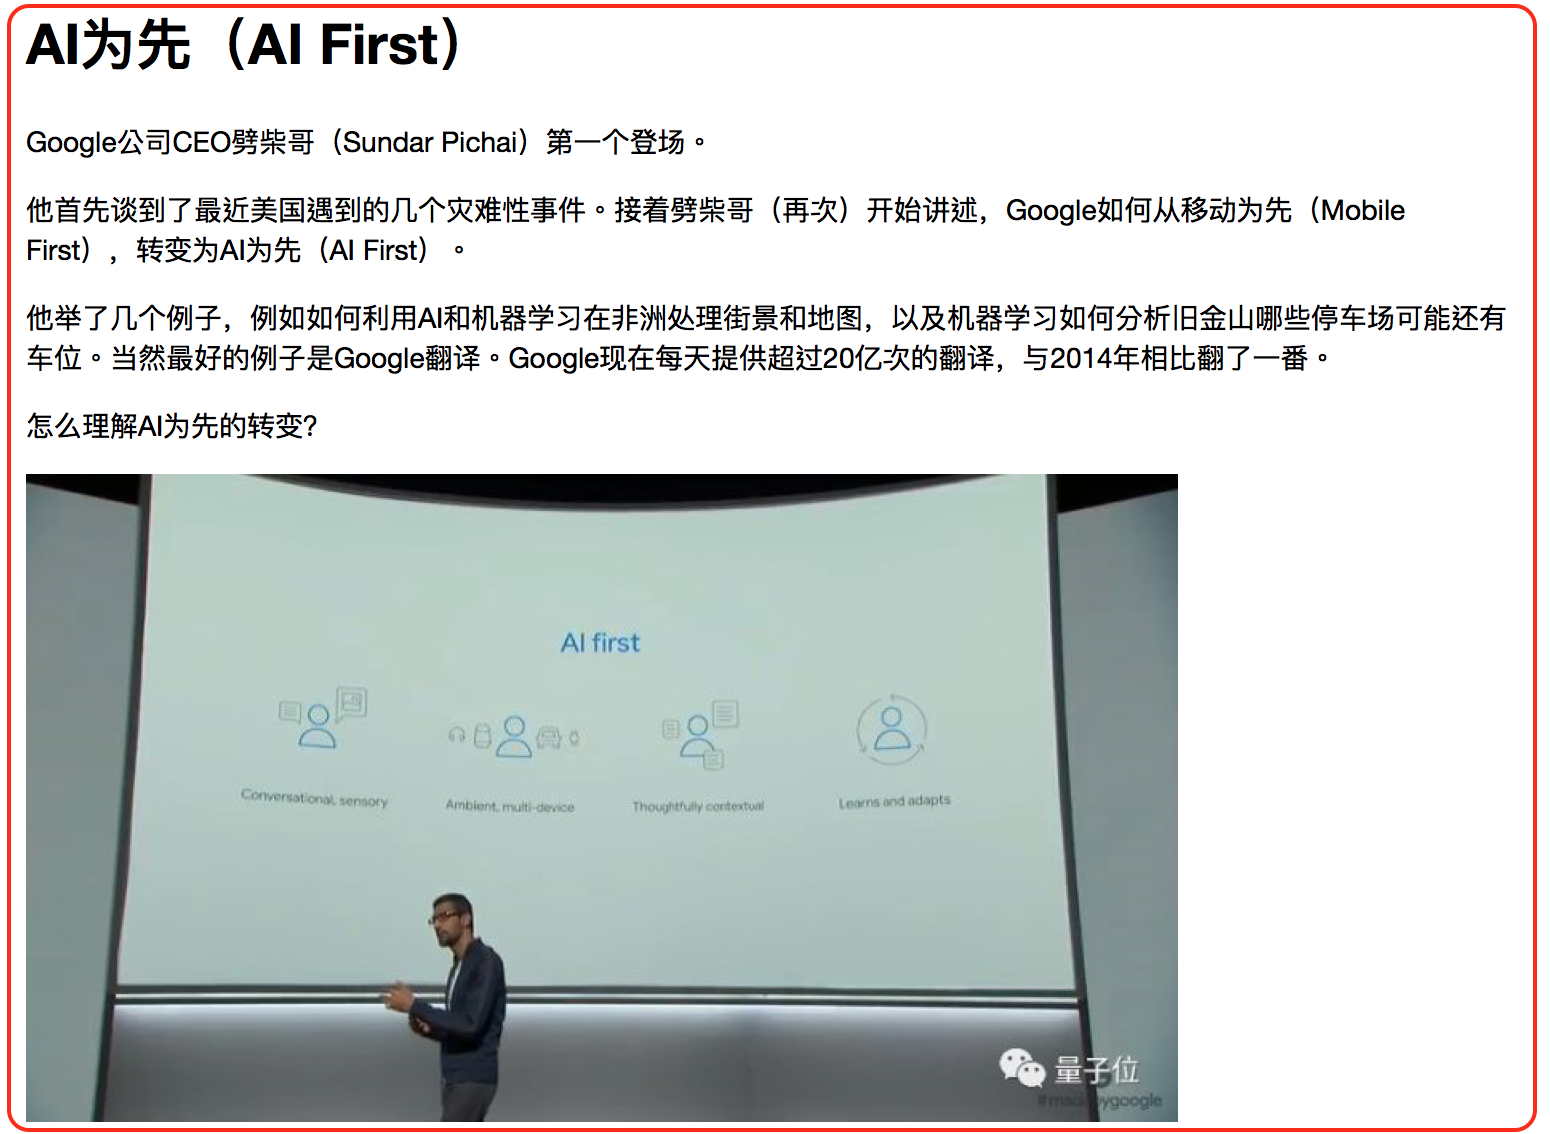 AI为先（AI First）
Google公司CEO劈柴哥（Sundar Pichai）第一个登场。
他首先谈到了最近美国遇到的几个灾难性事件。接着劈柴哥（再次）开始讲述，Google如何从移动为先（Mobile
First），转变为AI为先（AI First）。
他举了几个例子，例如如何利用AI和机器学习在非洲处理街景和地图，以及机器学习如何分析旧金山哪些停车场可能还有
车位。当然最好的例子是Google翻译。Google现在每天提供超过20亿次的翻译，与2014年相比翻了一番。
怎么理解AI为先的转变?
AI first
Conversational, sensory
Ambient, multi-device
Thoughtfully contextual
Learns and adapts
量子位
#madebygoogle